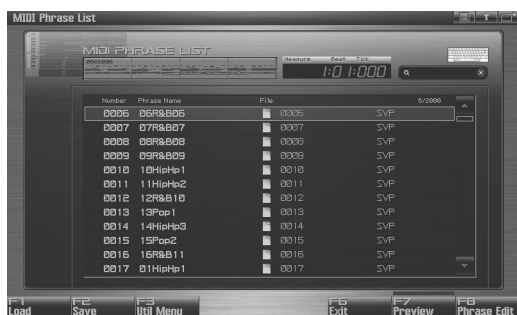 MIDI Phrase List
MIDI PHRASE LIST
06R&B06
Measure Beat Tick
1:01:000
Number Phrase Name File 6/2000
0006 06R&B06 0006 SVP
0007 07R&B07 0007 SVP
0008 08R&B08 0008 SVP
0009 09R&B09 0009 SVP
0010 10HipHp1 0010 SVP
0011 11HipHp2 0011 SVP
0012 12R&B10 0012 SVP
0013 13Pop1 0013 SVP
0014 14HipHp3 0014 SVP
0015 15Pop2 0015 SVP
0016 16R&B11 0016 SVP
0017 01HipHp1 0017 SVP
F1 F2 F3 F6 F7 F8
Load Save Util Menu Exit Preview Phrase Edit